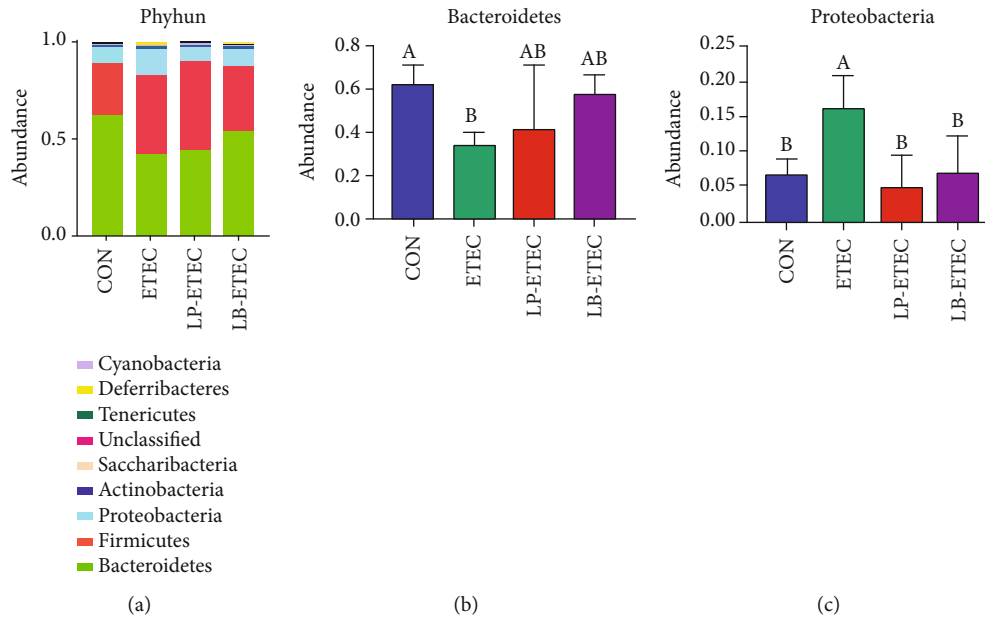 Phyhun
Abundance
1.0
0.5
0.0
CON
ETEC
LP-ETEC
LB-ETEC
Cyanobacteria
Deferribacteres
Tenericutes
Unclassified
Saccharibacteria
Actinobacteria
Proteobacteria
Firmicutes
Bacteroidetes
(a)
Bacteroidetes
Abundance
0.8
0.6
0.4
0.2
0.0
A
B
AB
AB
CON
ETEC
LP-ETEC
LB-ETEC
(b)
Proteobacteria
Abundance
0.25
0.20
0.15
0.10
0.05
0.00
B
A
B
B
CON
ETEC
LP-ETEC
LB-ETEC
(c)